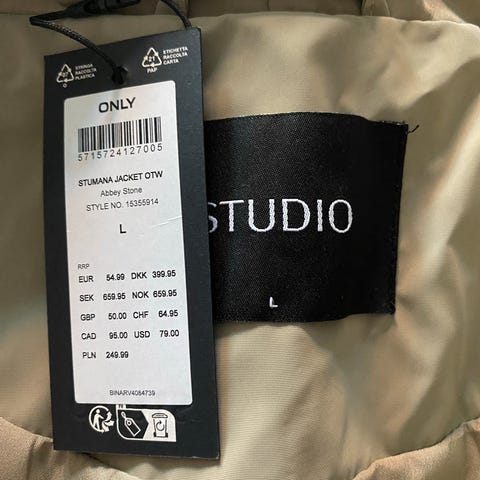 STRINGA
RACCOLTA
PLASTICA
ETICHETTA
RACCOLTA
CARTA
21
PAP
ONLY
5715724127005
STUMANA JACKET OTW
Abbey Stone
STYLE NO. 15355914
L
RRP
EUR 54.99 DKK 399.95
SEK 659.95 NOK 659.95
GBP 50.00 CHF 64.95
CAD 95.00 USD 79.00
PLN 249.99
BINARV4084739
STUDIO
L